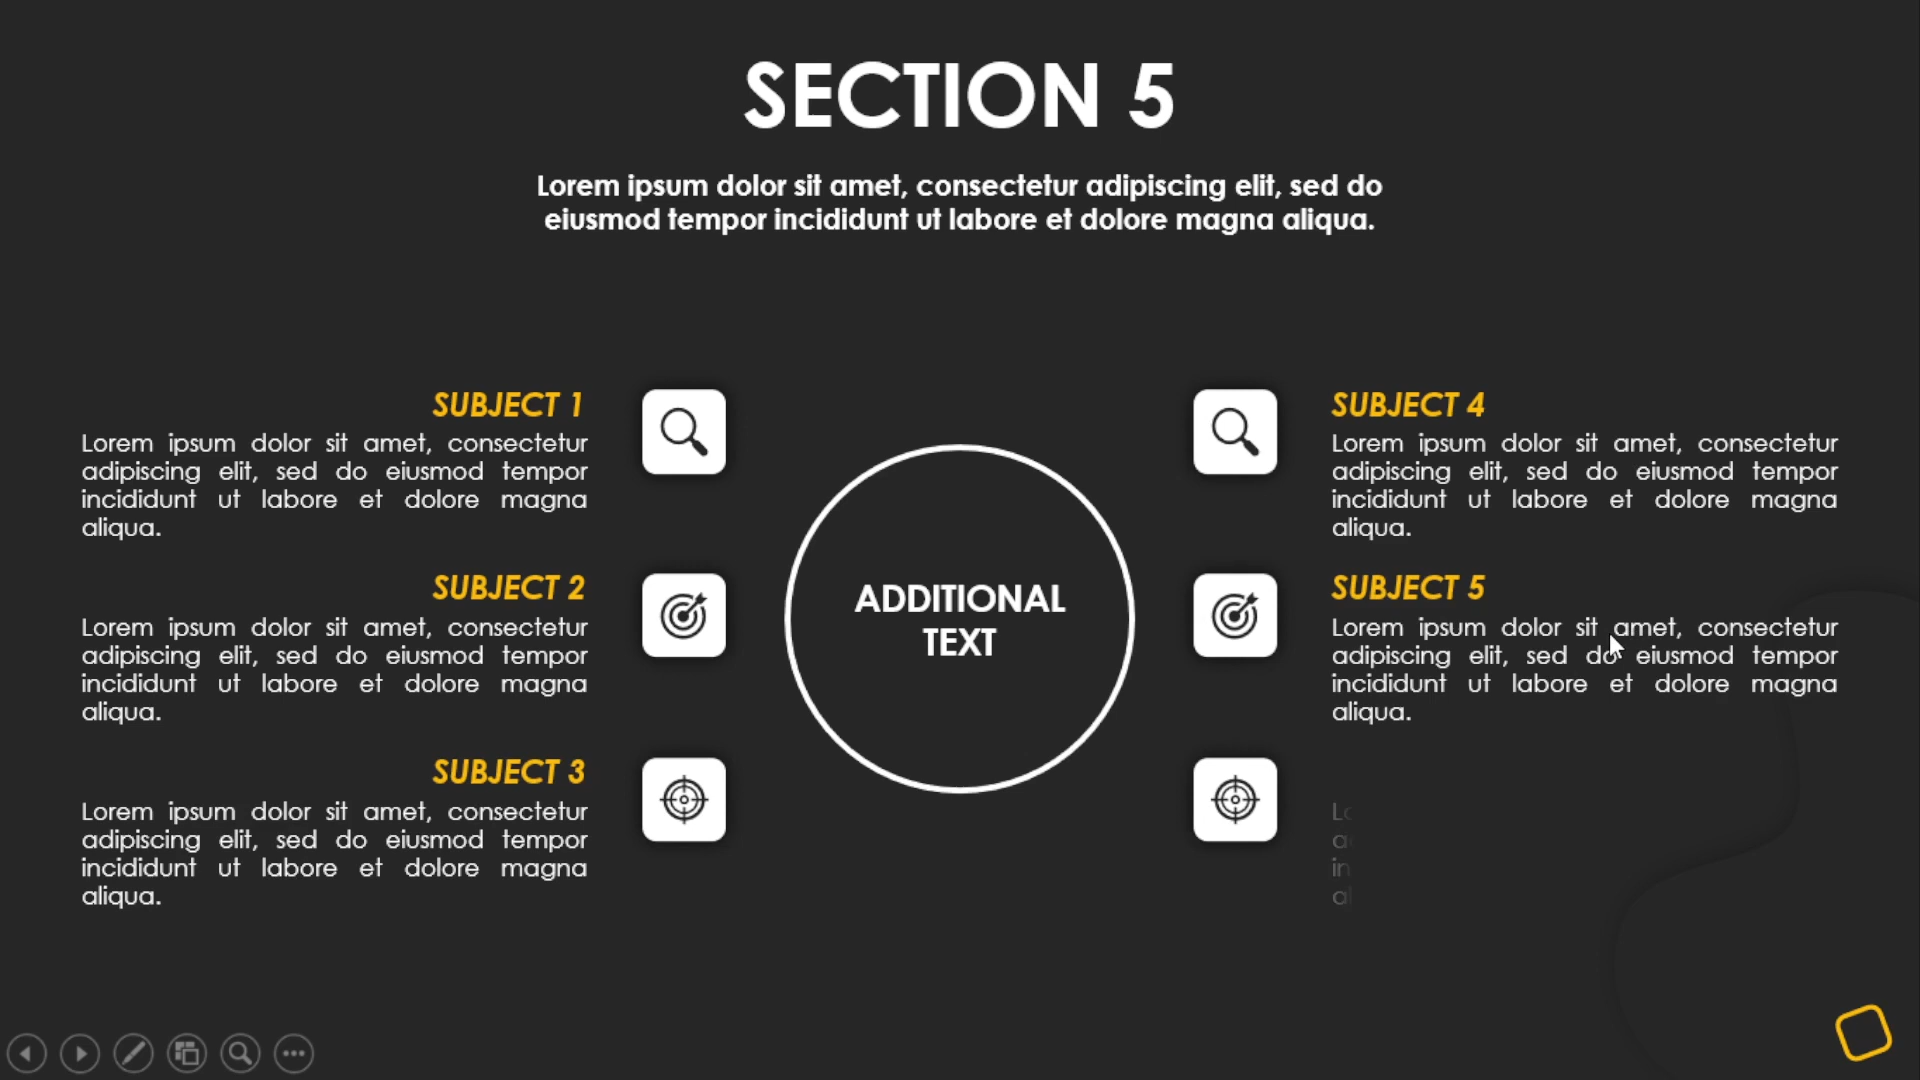 SECTION 5
Lorem ipsum dolor sit amet, consectetur adipiscing elit, sed do
eiusmod tempor incididunt ut labore et dolore magna aliqua.
SUBJECT 1
Lorem ipsum dolor sit amet, consectetur
adipiscing elit, sed do eiusmod tempor
incididunt ut labore et dolore magna
aliqua.
SUBJECT 2
Lorem ipsum dolor sit amet, consectetur
adipiscing elit, sed do eiusmod tempor
incididunt ut labore et dolore magna
aliqua.
SUBJECT 3
Lorem ipsum dolor sit amet, consectetur
adipiscing elit, sed do eiusmod tempor
incididunt ut labore et dolore magna
aliqua.
ADDITIONAL
TEXT
SUBJECT 4
Lorem ipsum dolor sit amet, consectetur
adipiscing elit, sed do eiusmod tempor
incididunt ut labore et dolore magna
aliqua.
SUBJECT 5
Lorem ipsum dolor sit amet, consectetur
adipiscing elit, sed do eiusmod tempor
incididunt ut labore et dolore magna
aliqua.